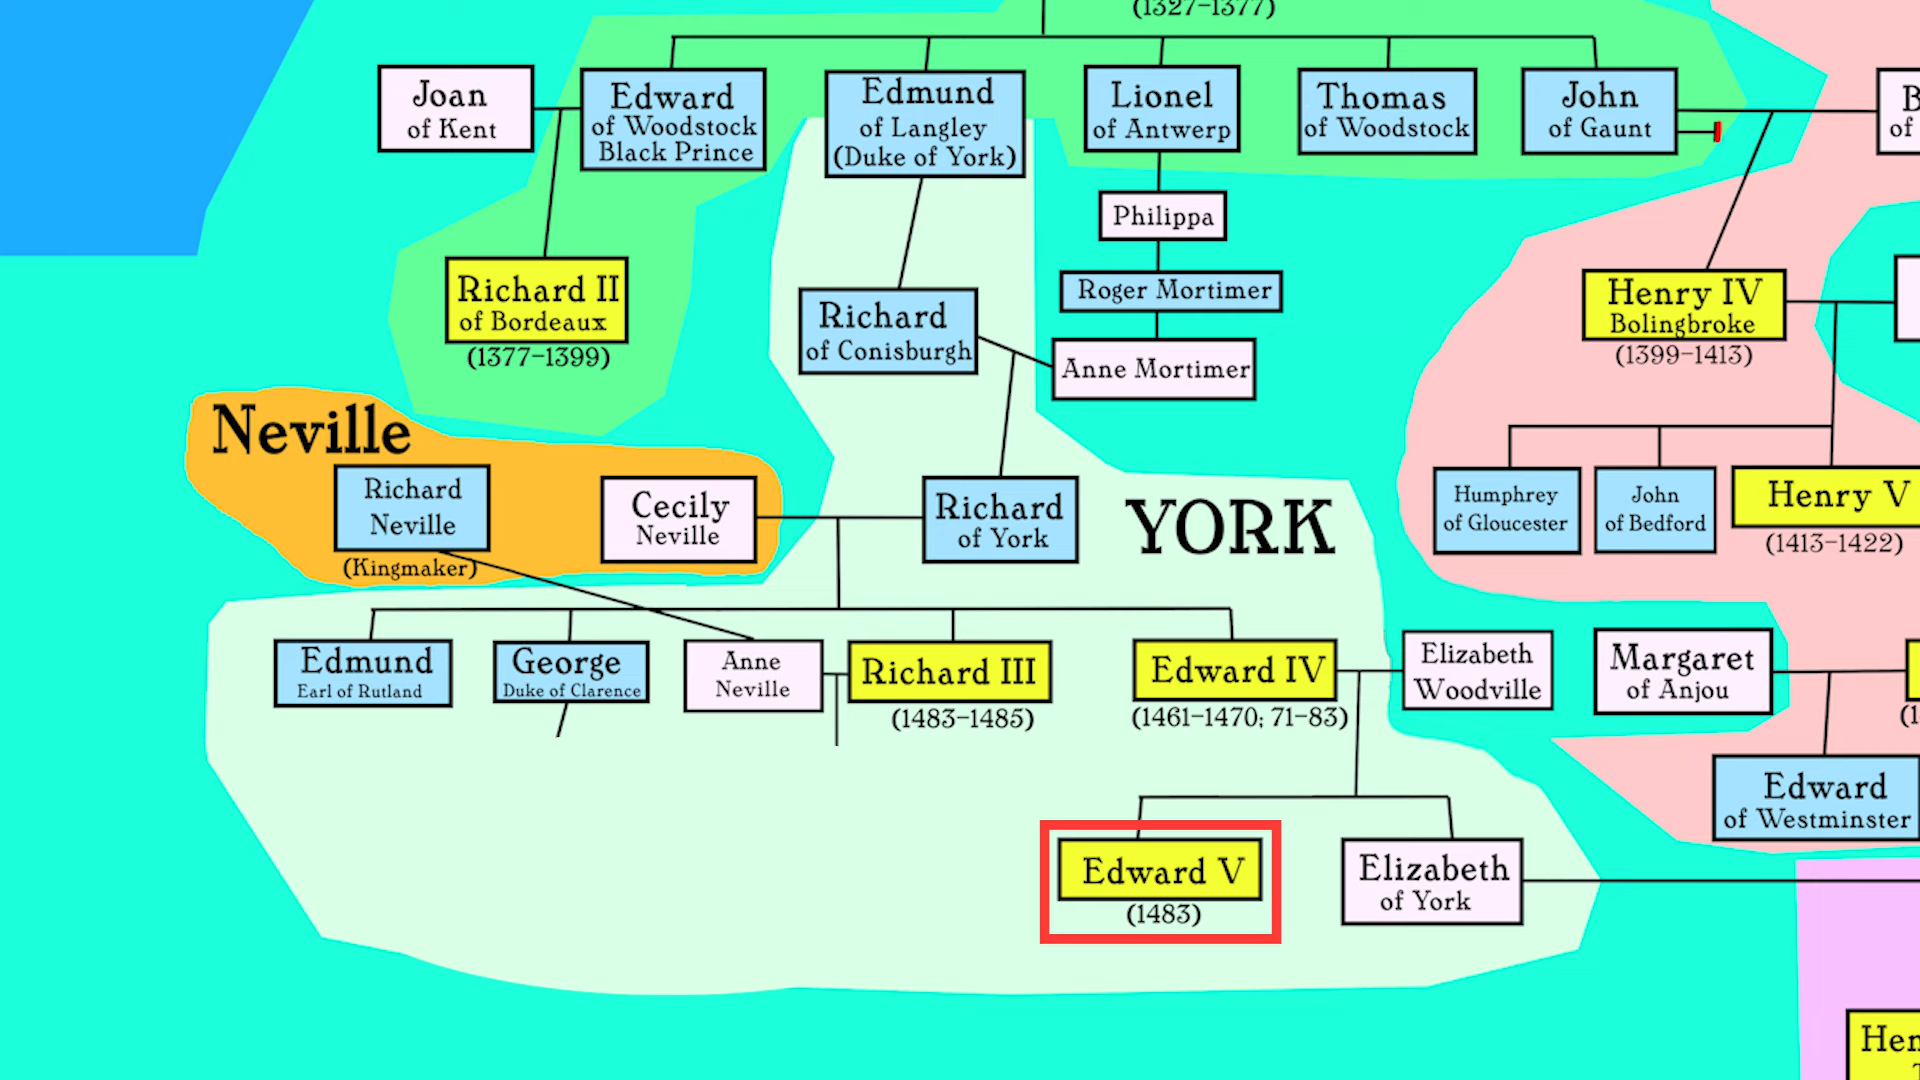 (1327–1377)
Joan
of Kent
Edward
of Woodstock
Black Prince
Edmund
of Langley
(Duke of York)
Lionel
of Antwerp
Thomas
of Woodstock
John
of Gaunt
B
of
Philippa
Richard II
of Bordeaux
(1377–1399)
Richard
of Conisburgh
Roger Mortimer
Anne Mortimer
Henry IV
Bolingbroke
(1399–1413)
Neville
Richard
Neville
(Kingmaker)
Cecily
Neville
Richard
of York
YORK
Humphrey
of Gloucester
John
of Bedford
Henry V
(1413–1422)
Edmund
Earl of Rutland
George
Duke of Clarence
Anne
Neville
Richard III
(1483–1485)
Edward IV
(1461–1470; 71–83)
Elizabeth
Woodville
Margaret
of Anjou
(1
Edward
of Westminster
Edward V
(1483)
Elizabeth
of York
Hen